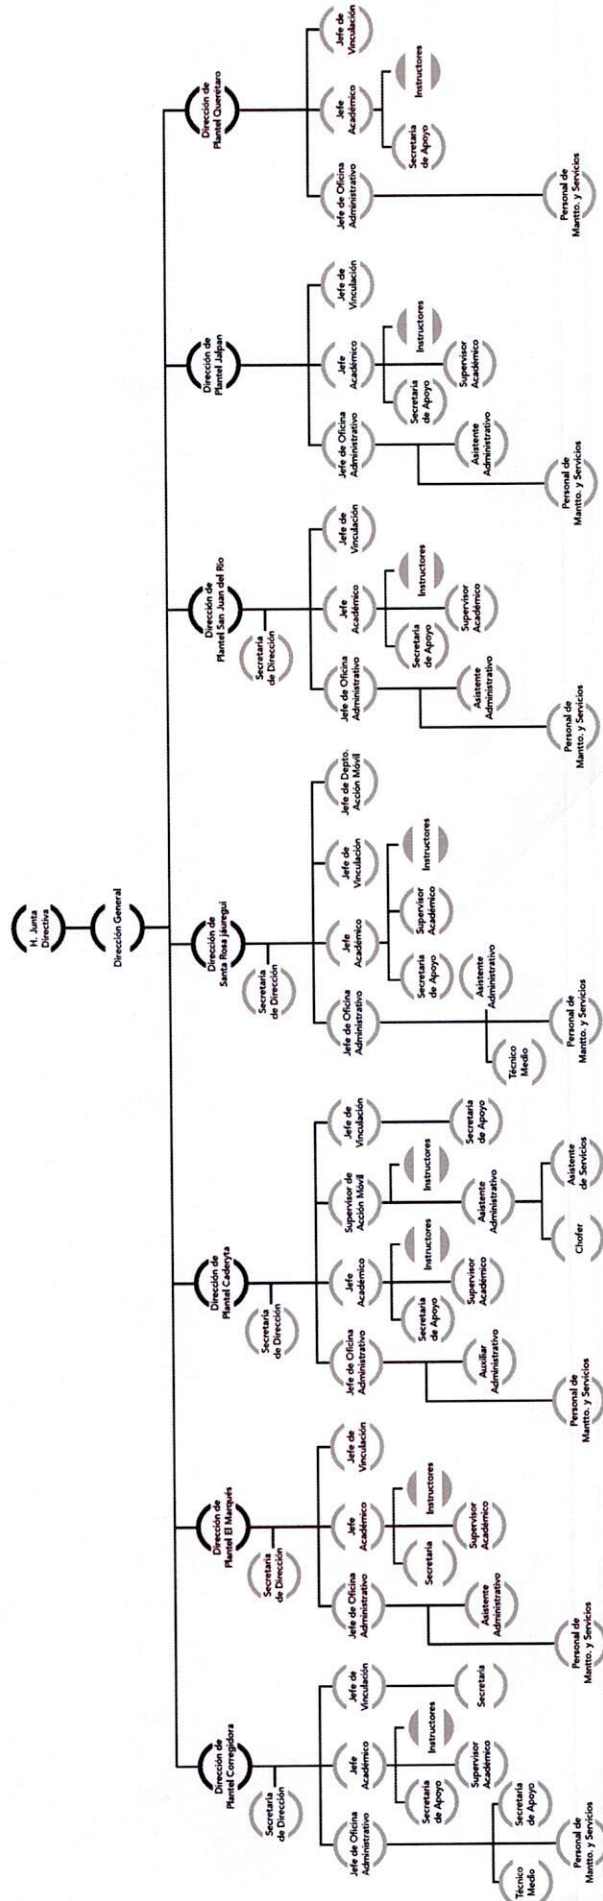 H. Junta
Directiva
Dirección General
Dirección de
Plantel Corregidora
Secretaria
de Dirección
Jefe de Oficina
Administrativo
Jefe
Académico
Jefe de
Vinculación
Secretaria
de Apoyo
Instructores
Supervisor
Académico
Secretaria
Técnico
Medio
Secretaria
de Apoyo
Personal de
Mantto. y Servicios
Dirección de
Plantel El Marqués
Secretaria
de Dirección
Jefe de Oficina
Administrativo
Jefe
Académico
Jefe de
Vinculación
Secretaria
Instructores
Supervisor
Académico
Asistente
Administrativo
Personal de
Mantto. y Servicios
Dirección de
Plantel Caderyta
Secretaria
de Dirección
Jefe de Oficina
Administrativo
Jefe
Académico
Supervisor de
Acción Móvil
Jefe de
Vinculación
Secretaria
de Apoyo
Instructores
Instructores
Auxiliar
Administrativo
Supervisor
Académico
Asistente
Administrativo
Secretaria
de Apoyo
Chofer
Asistente
de Servicios
Personal de
Mantto. y Servicios
Dirección de
Santa Rosa Jáuregui
Secretaria
de Dirección
Jefe de Oficina
Administrativo
Jefe
Académico
Jefe de
Vinculación
Jefe de Depto.
Acción Móvil
Secretaria
de Apoyo
Supervisor
Académico
Instructores
Técnico
Medio
Asistente
Administrativo
Personal de
Mantto. y Servicios
Dirección de
Plantel San Juan del Río
Secretaria
de Dirección
Jefe de Oficina
Administrativo
Jefe
Académico
Jefe de
Vinculación
Secretaria
de Apoyo
Instructores
Asistente
Administrativo
Supervisor
Académico
Personal de
Mantto. y Servicios
Dirección de
Plantel Jalpan
Jefe de Oficina
Administrativo
Jefe
Académico
Jefe de
Vinculación
Secretaria
de Apoyo
Instructores
Asistente
Administrativo
Supervisor
Académico
Personal de
Mantto. y Servicios
Dirección de
Plantel Querétaro
Jefe de Oficina
Administrativo
Jefe
Académico
Jefe de
Vinculación
Secretaria
de Apoyo
Instructores
Personal de
Mantto. y Servicios